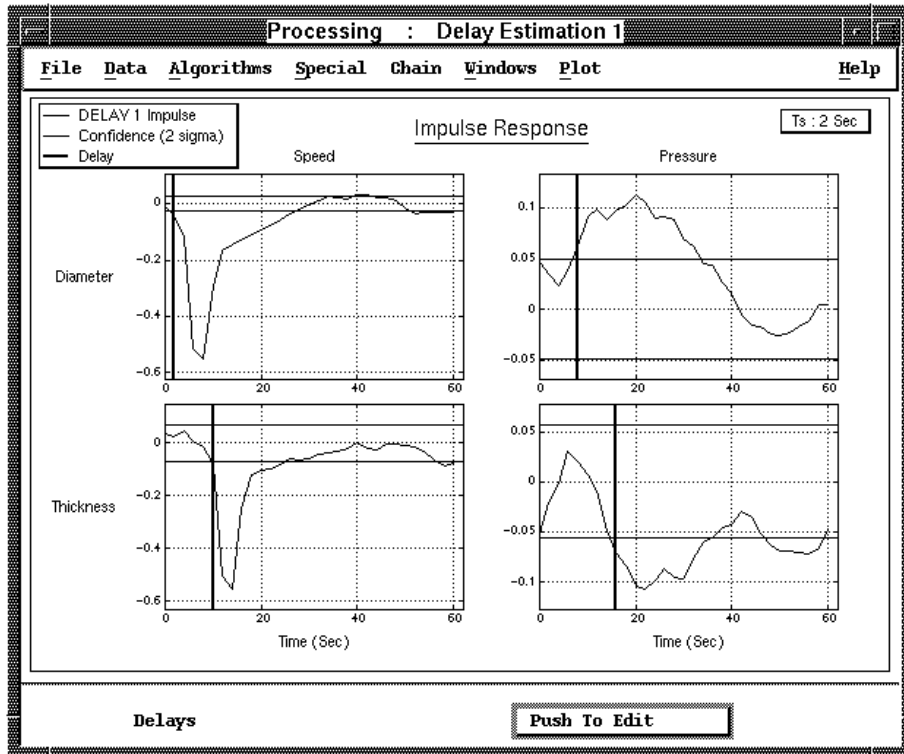 Processing : Delay Estimation 1
File Data Algorithms Special Chain Windows Plot Help
DELAY 1 Impulse
Confidence (2 sigma)
Delay
Impulse Response
Ts : 2 Sec
Speed
Pressure
Diameter
0
-0.2
-0.4
-0.6
0 20 40 60
0.1
0.05
0
-0.05
0 20 40 60
Thickness
0
-0.2
-0.4
-0.6
0 20 40 60
Time (Sec)
0.05
0
-0.05
-0.1
0 20 40 60
Time (Sec)
Delays
Push To Edit